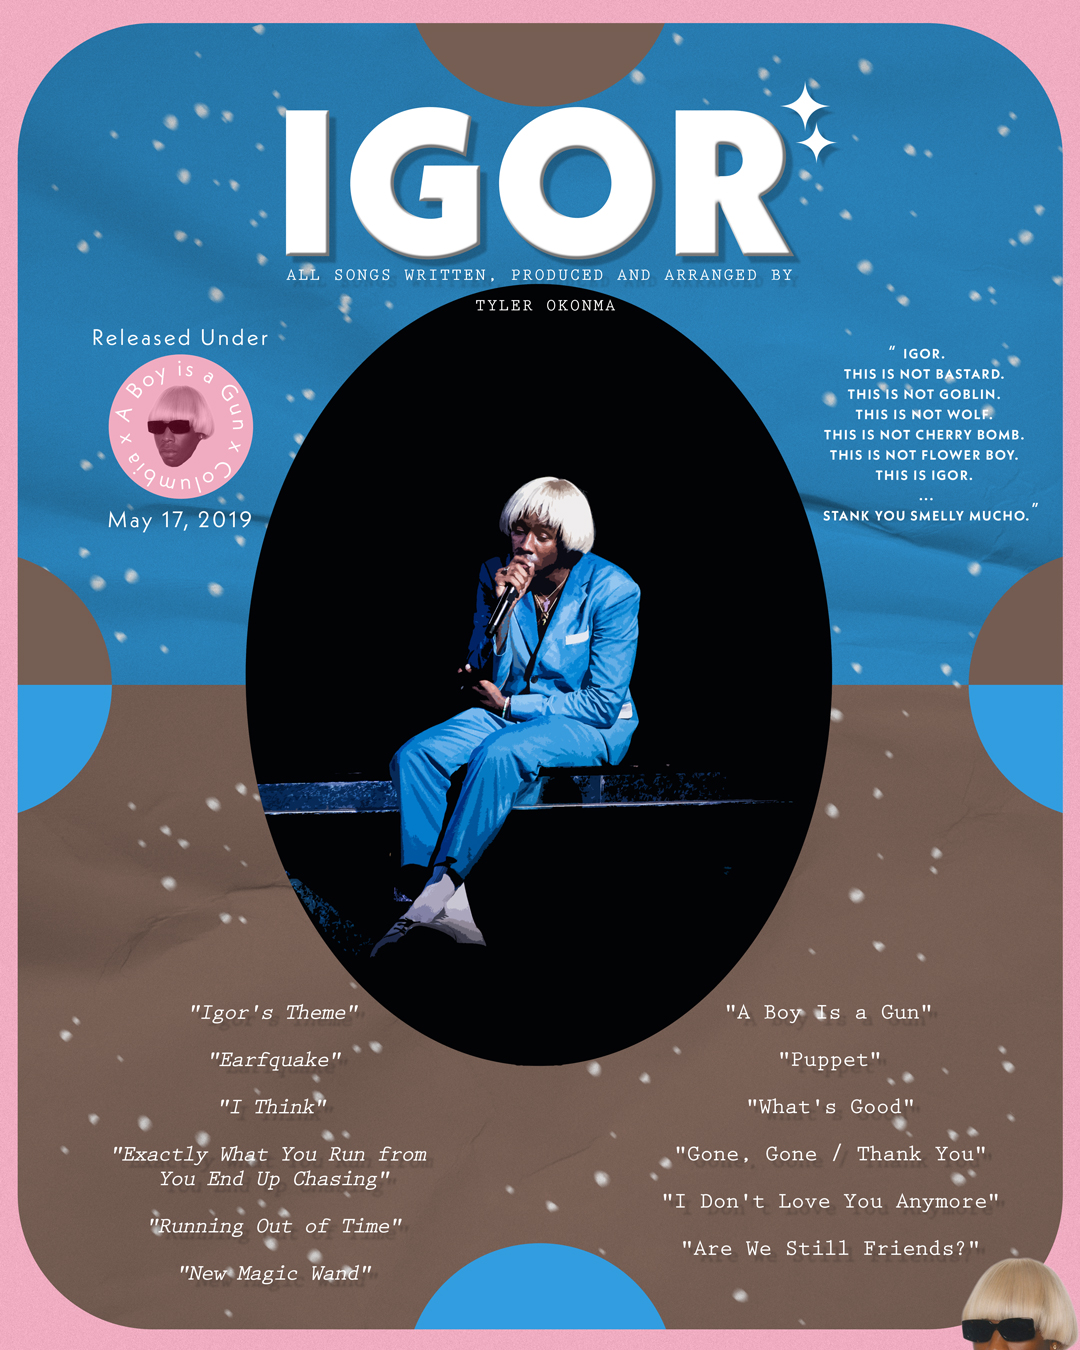 IGOR
ALL SONGS WRITTEN, PRODUCED AND ARRANGED BY
TYLER OKONMA
Released Under
A Boy is a Gun x Columbia x
May 17, 2019
“ IGOR.
THIS IS NOT BASTARD.
THIS IS NOT GOBLIN.
THIS IS NOT WOLF.
THIS IS NOT CHERRY BOMB.
THIS IS NOT FLOWER BOY.
THIS IS IGOR.
...
STANK YOU SMELLY MUCHO.”
"Igor's Theme"
"Earfquake"
"I Think"
"Exactly What You Run from
You End Up Chasing"
"Running Out of Time"
"New Magic Wand"
"A Boy Is a Gun"
"Puppet"
"What's Good"
"Gone, Gone / Thank You"
"I Don't Love You Anymore"
"Are We Still Friends?"